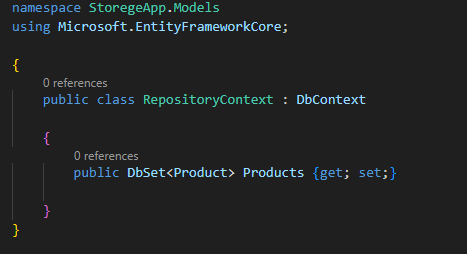 namespace StoregeApp.Models
using Microsoft.EntityFrameworkCore;
{
0 references
public class RepositoryContext : DbContext
{
0 references
public DbSet<Product> Products {get; set;}
}
}